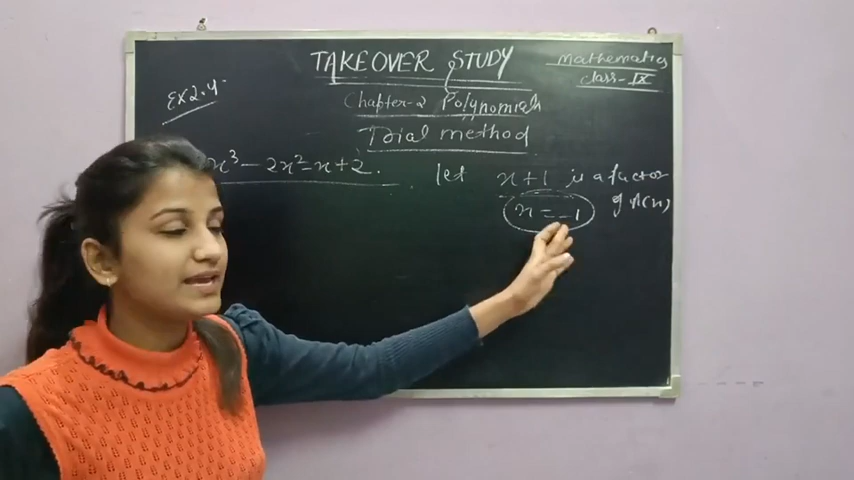 TAKEOVER STUDY
Mathematics
Class-IX
Ex 2.4
Chapter-2 Polynomials
Trial method
x³ - 2x² - x + 2.
let x + 1 is a factor
of p(x)
x = -1